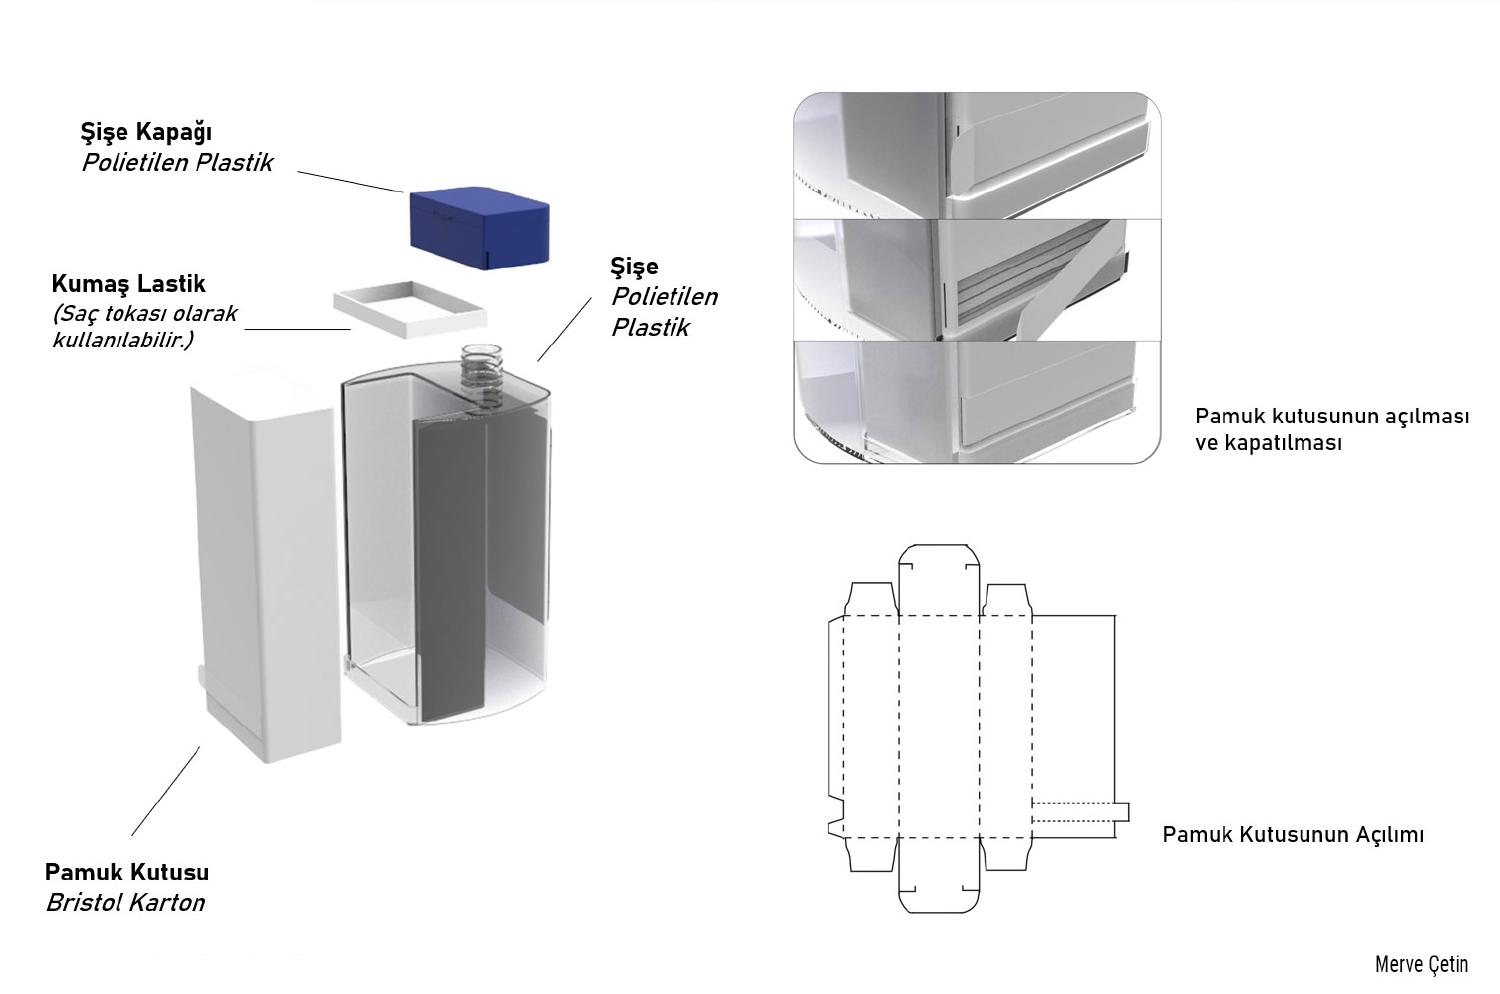 Şişe Kapağı
Polietilen Plastik
Kumaş Lastik
(Saç tokası olarak
kullanılabilir.)
Şişe
Polietilen
Plastik
Pamuk Kutusu
Bristol Karton
Pamuk kutusunun açılması
ve kapatılması
Pamuk Kutusunun Açılımı
Merve Çetin